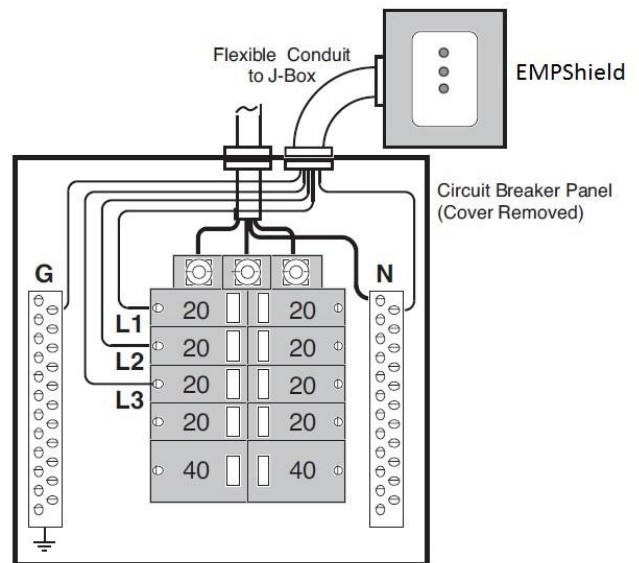 Flexible Conduit
to J-Box
EMPShield
Circuit Breaker Panel
(Cover Removed)
G
N
L1
20
20
L2
20
20
L3
20
20
20
20
40
40